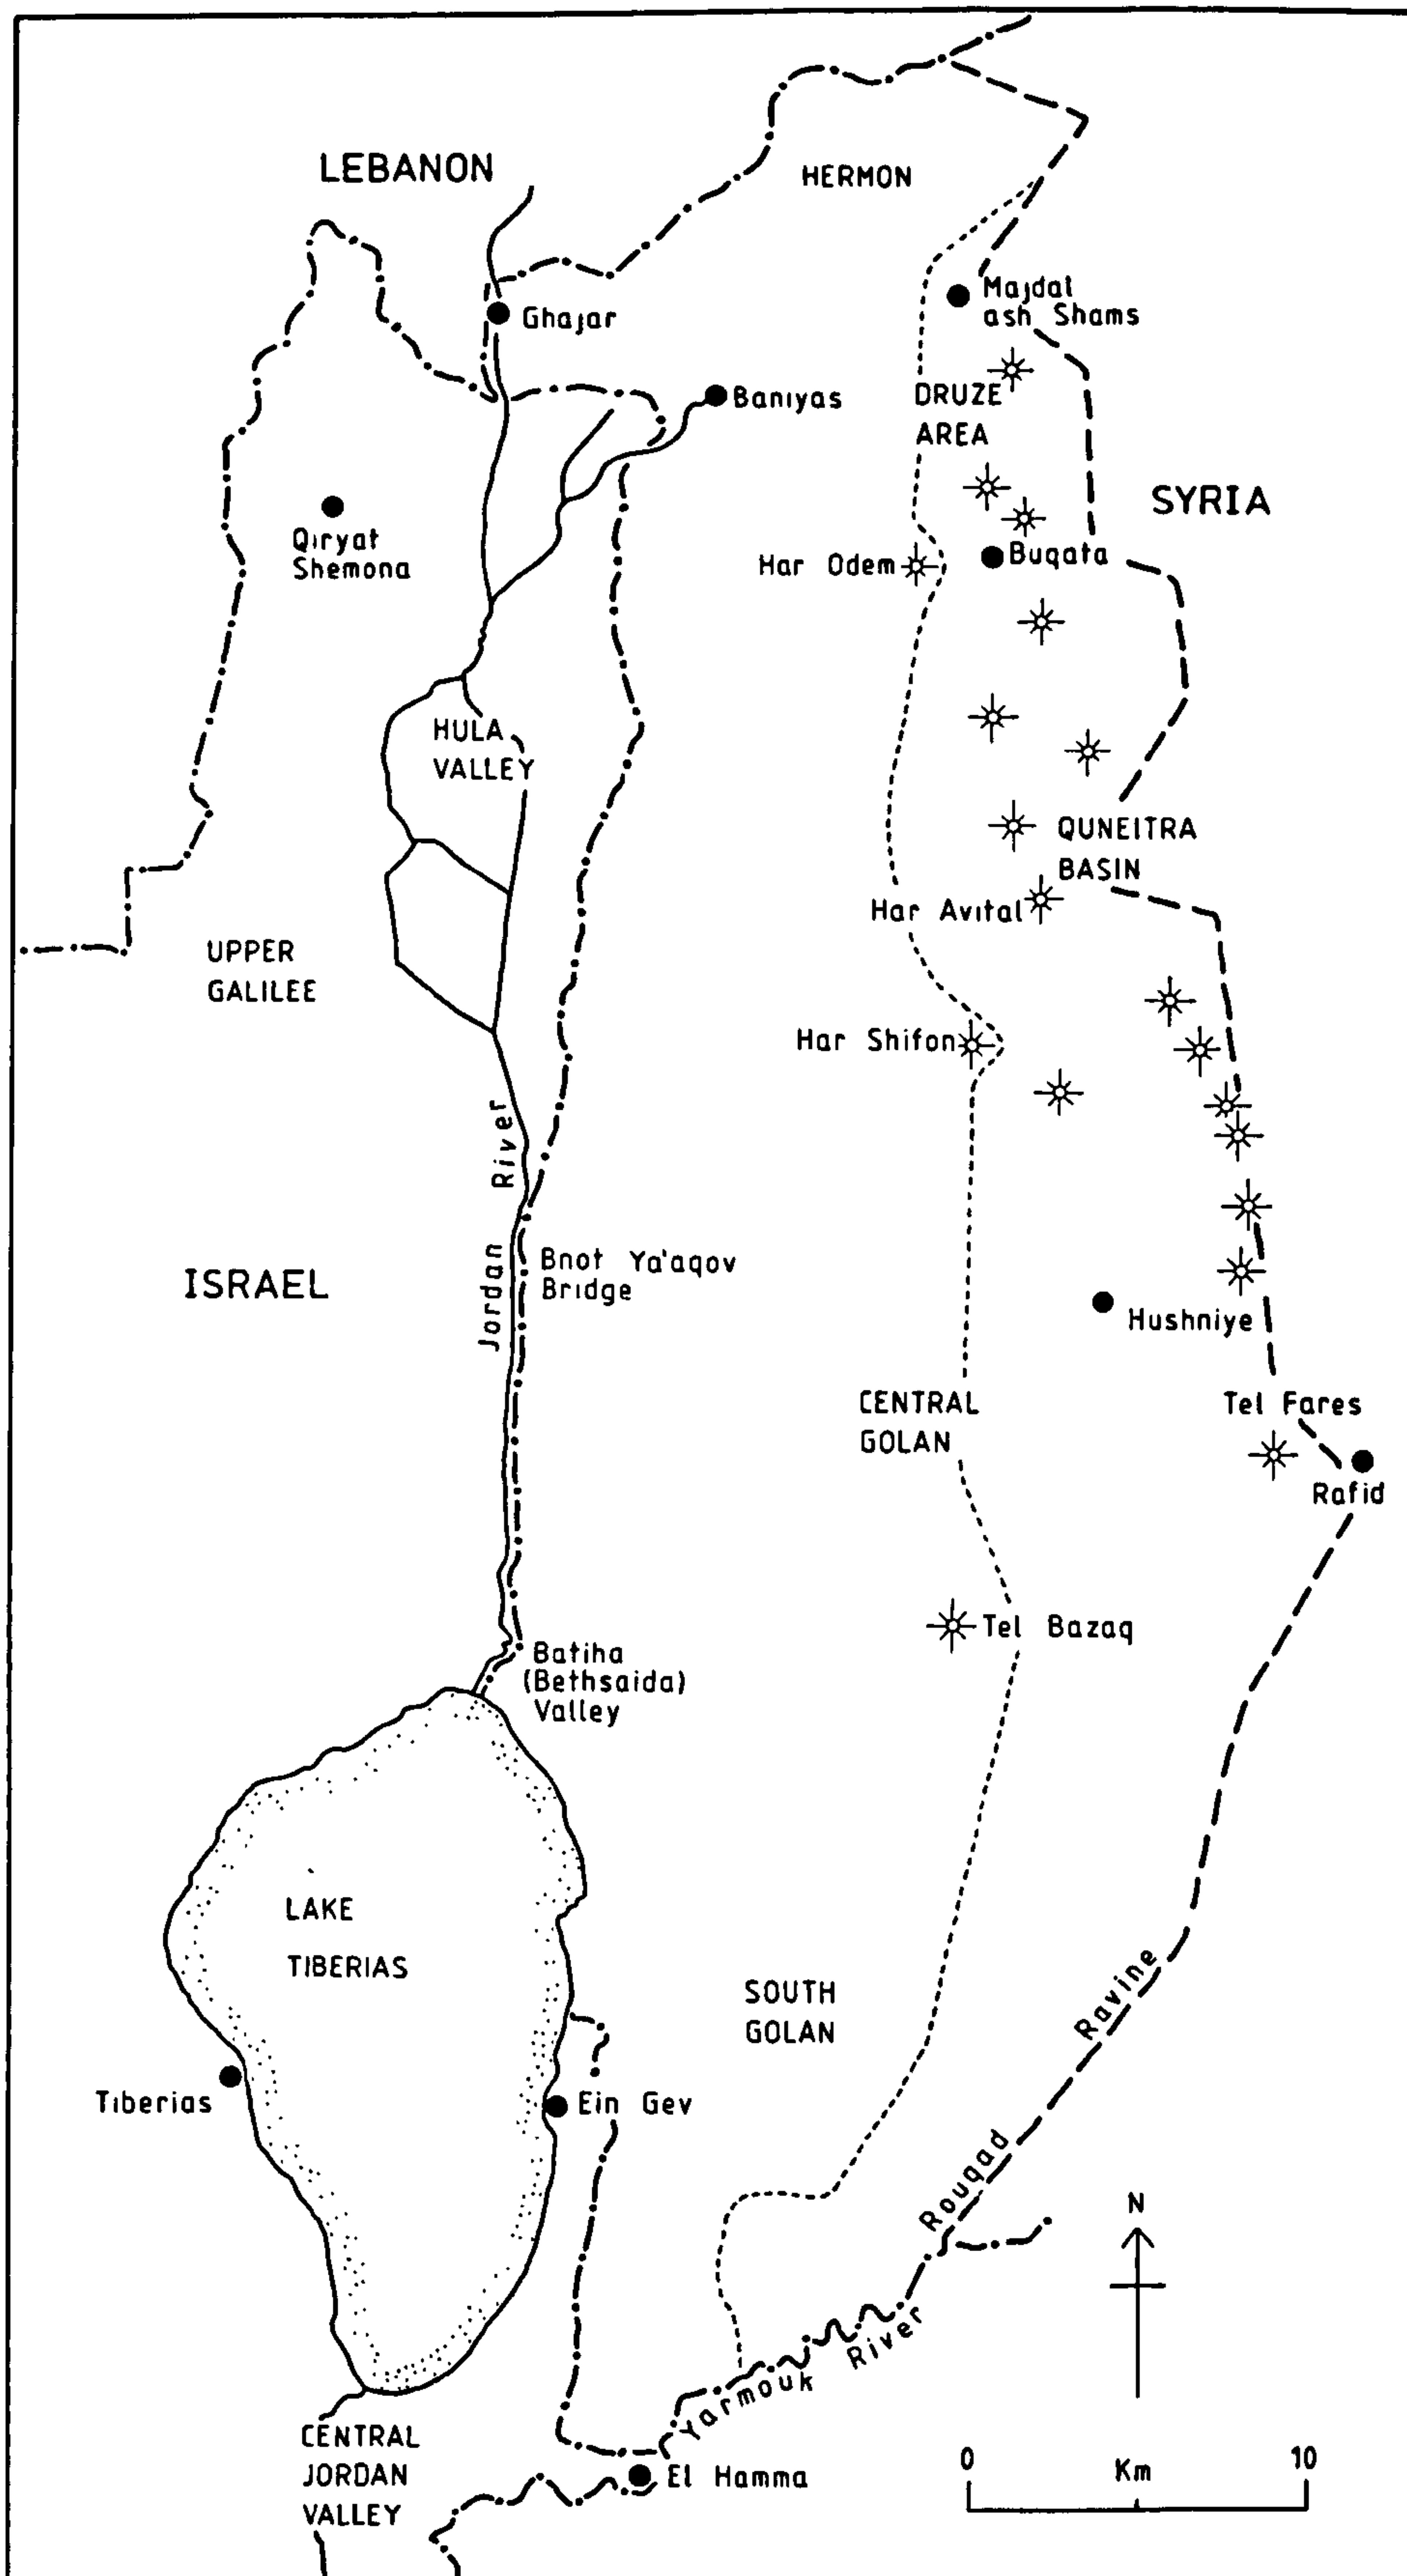 LEBANON
HERMON
Majdal
ash Shams
Ghajar
Baniyas
DRUZE
AREA
SYRIA
Qiryat
Shemona
Har Odem
Buqata
HULA
VALLEY
QUNEITRA
BASIN
Har Avital
UPPER
GALILEE
Har Shifon
Jordan River
Bnot Ya'aqov
Bridge
ISRAEL
Hushniye
CENTRAL
GOLAN
Tel Fares
Rafid
Tel Bazaq
Batiha
(Bethsaida)
Valley
LAKE
TIBERIAS
SOUTH
GOLAN
Tiberias
Ein Gev
Rouqad Ravine
N
Yarmouk River
CENTRAL
JORDAN
VALLEY
El Hamma
0 10
Km